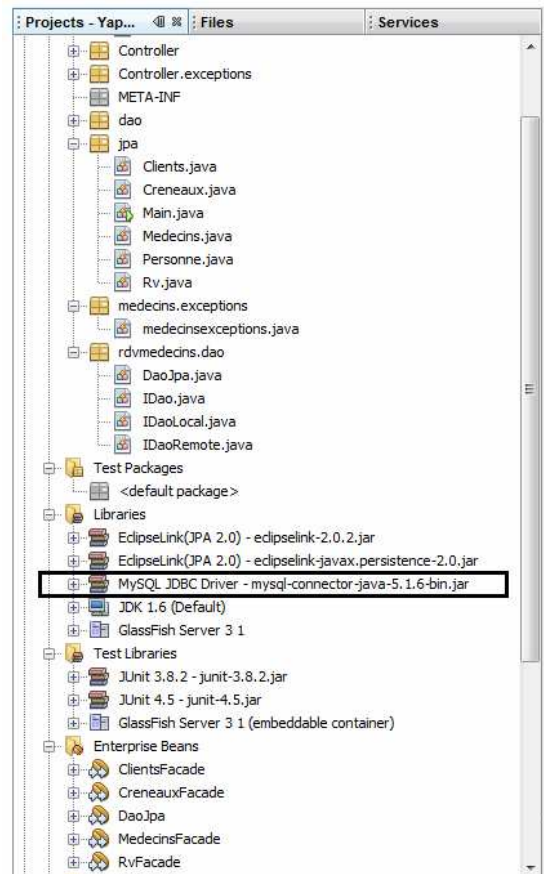 Projects - Yap... Files Services
Controller
Controller.exceptions
META-INF
dao
jpa
Clients.java
Creneaux.java
Main.java
Medecins.java
Personne.java
Rv.java
medecins.exceptions
medecinsexceptions.java
rdvmedecins.dao
DaoJpa.java
IDao.java
IDaoLocal.java
IDaoRemote.java
Test Packages
<default package>
Libraries
EclipseLink(JPA 2.0) - eclipselink-2.0.2.jar
EclipseLink(JPA 2.0) - eclipselink-javax.persistence-2.0.jar
MySQL JDBC Driver - mysql-connector-java-5.1.6-bin.jar
JDK 1.6 (Default)
GlassFish Server 3 1
Test Libraries
JUnit 3.8.2 - junit-3.8.2.jar
JUnit 4.5 - junit-4.5.jar
GlassFish Server 3 1 (embeddable container)
Enterprise Beans
ClientsFacade
CreneauxFacade
DaoJpa
MedecinsFacade
RvFacade